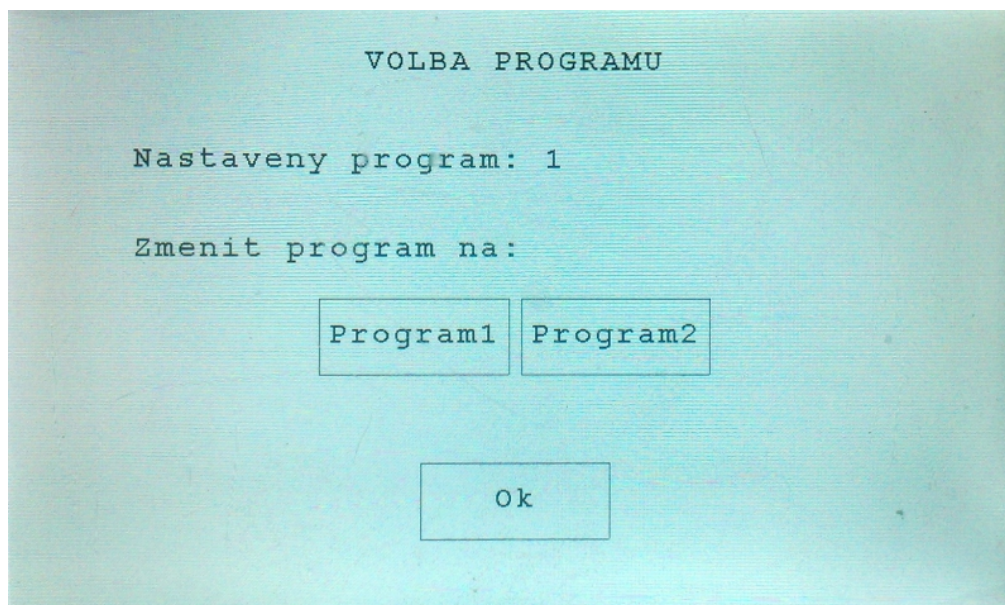 VOLBA PROGRAMU
Nastaveny program: 1
Zmenit program na:
Program1 Program2
Ok